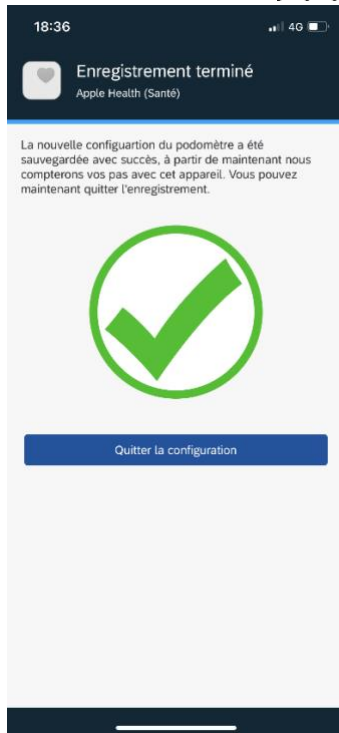 18:36 4G
Enregistrement terminé
Apple Health (Santé)
La nouvelle configuartion du podomètre a été
sauvegardée avec succès, à partir de maintenant nous
compterons vos pas avec cet appareil. Vous pouvez
maintenant quitter l'enregistrement.
Quitter la configuration